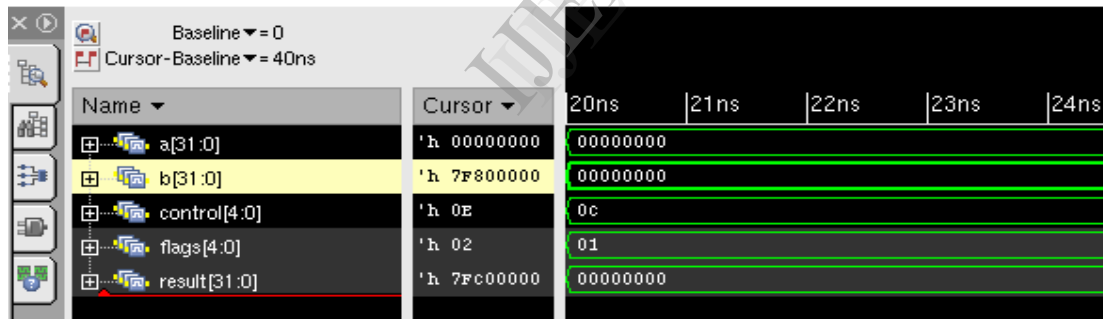 Baseline ▾= 0
Cursor-Baseline ▾= 40ns
Name ▾ Cursor ▾ 20ns 21ns 22ns 23ns 24ns
a[31:0] 'h 00000000 00000000
b[31:0] 'h 7F800000 00000000
control[4:0] 'h 0E 0C
flags[4:0] 'h 02 01
result[31:0] 'h 7FC00000 00000000